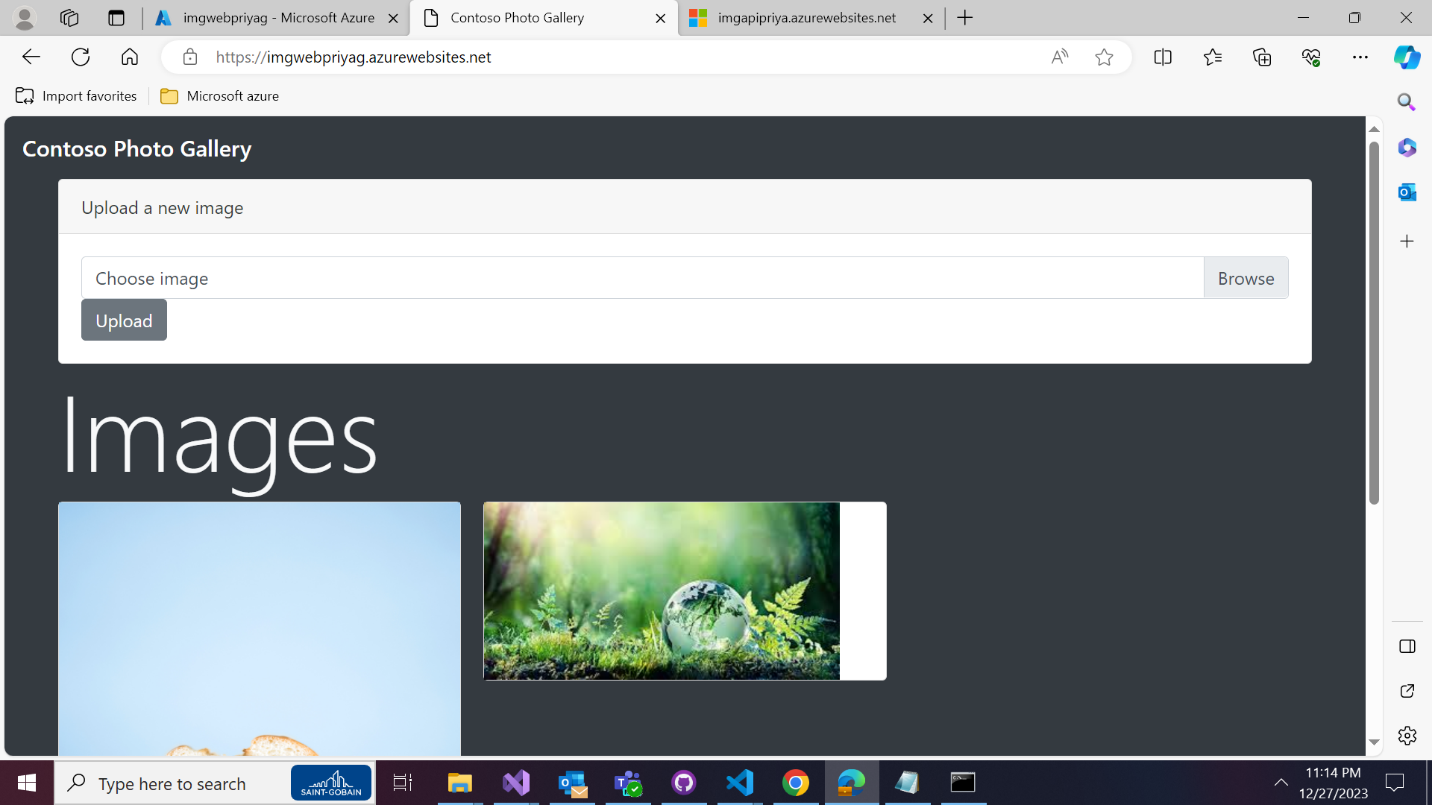 imgwebpriyag - Microsoft Azure
Contoso Photo Gallery
imgapipriya.azurewebsites.net
https://imgwebpriyag.azurewebsites.net
Import favorites
Microsoft azure
Contoso Photo Gallery
Upload a new image
Choose image
Browse
Upload
Images
Type here to search
SAINT-GOBAIN
11:14 PM
12/27/2023